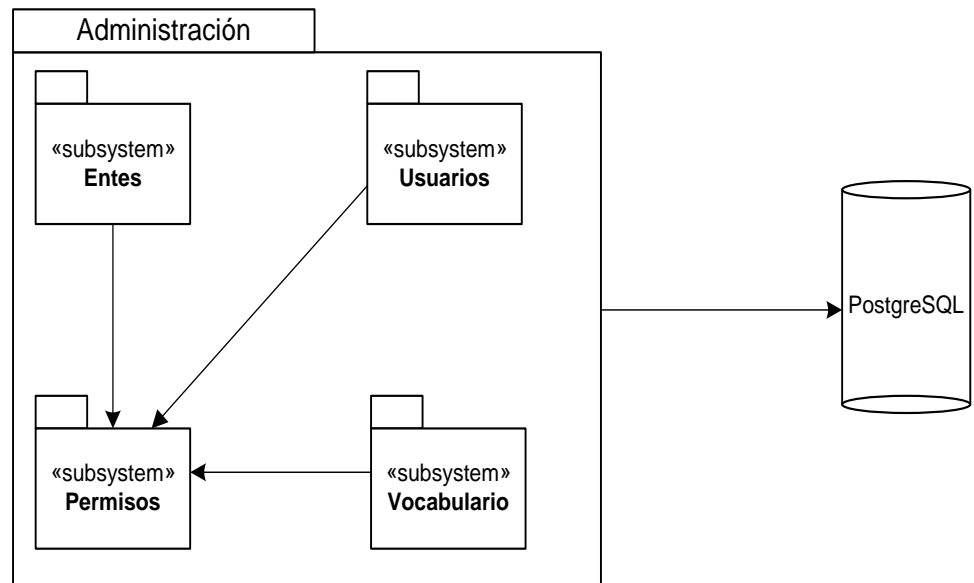 Administración
«subsystem»
Entes
«subsystem»
Usuarios
PostgreSQL
«subsystem»
Permisos
«subsystem»
Vocabulario